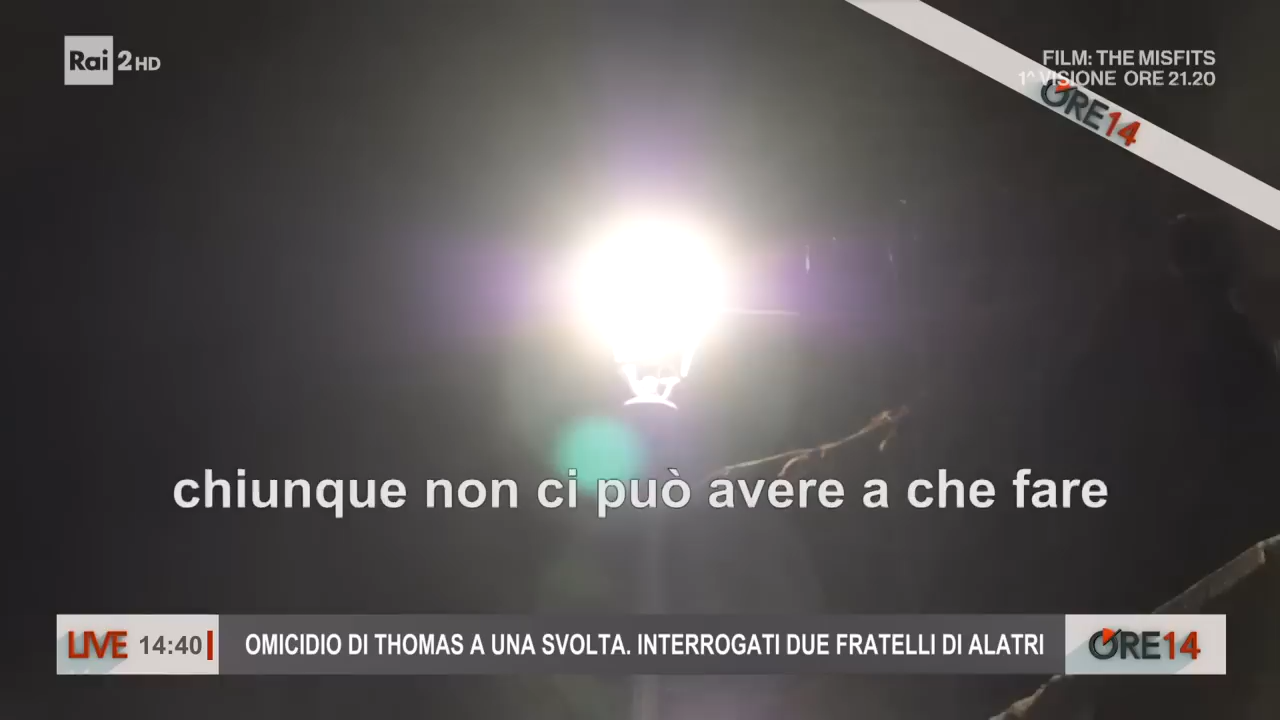 Rai 2 HD
FILM: THE MISFITS
1^ VISIONE ORE 21.20
ORE14
chiunque non ci può avere a che fare
LIVE 14:40
OMICIDIO DI THOMAS A UNA SVOLTA. INTERROGATI DUE FRATELLI DI ALATRI
ORE14